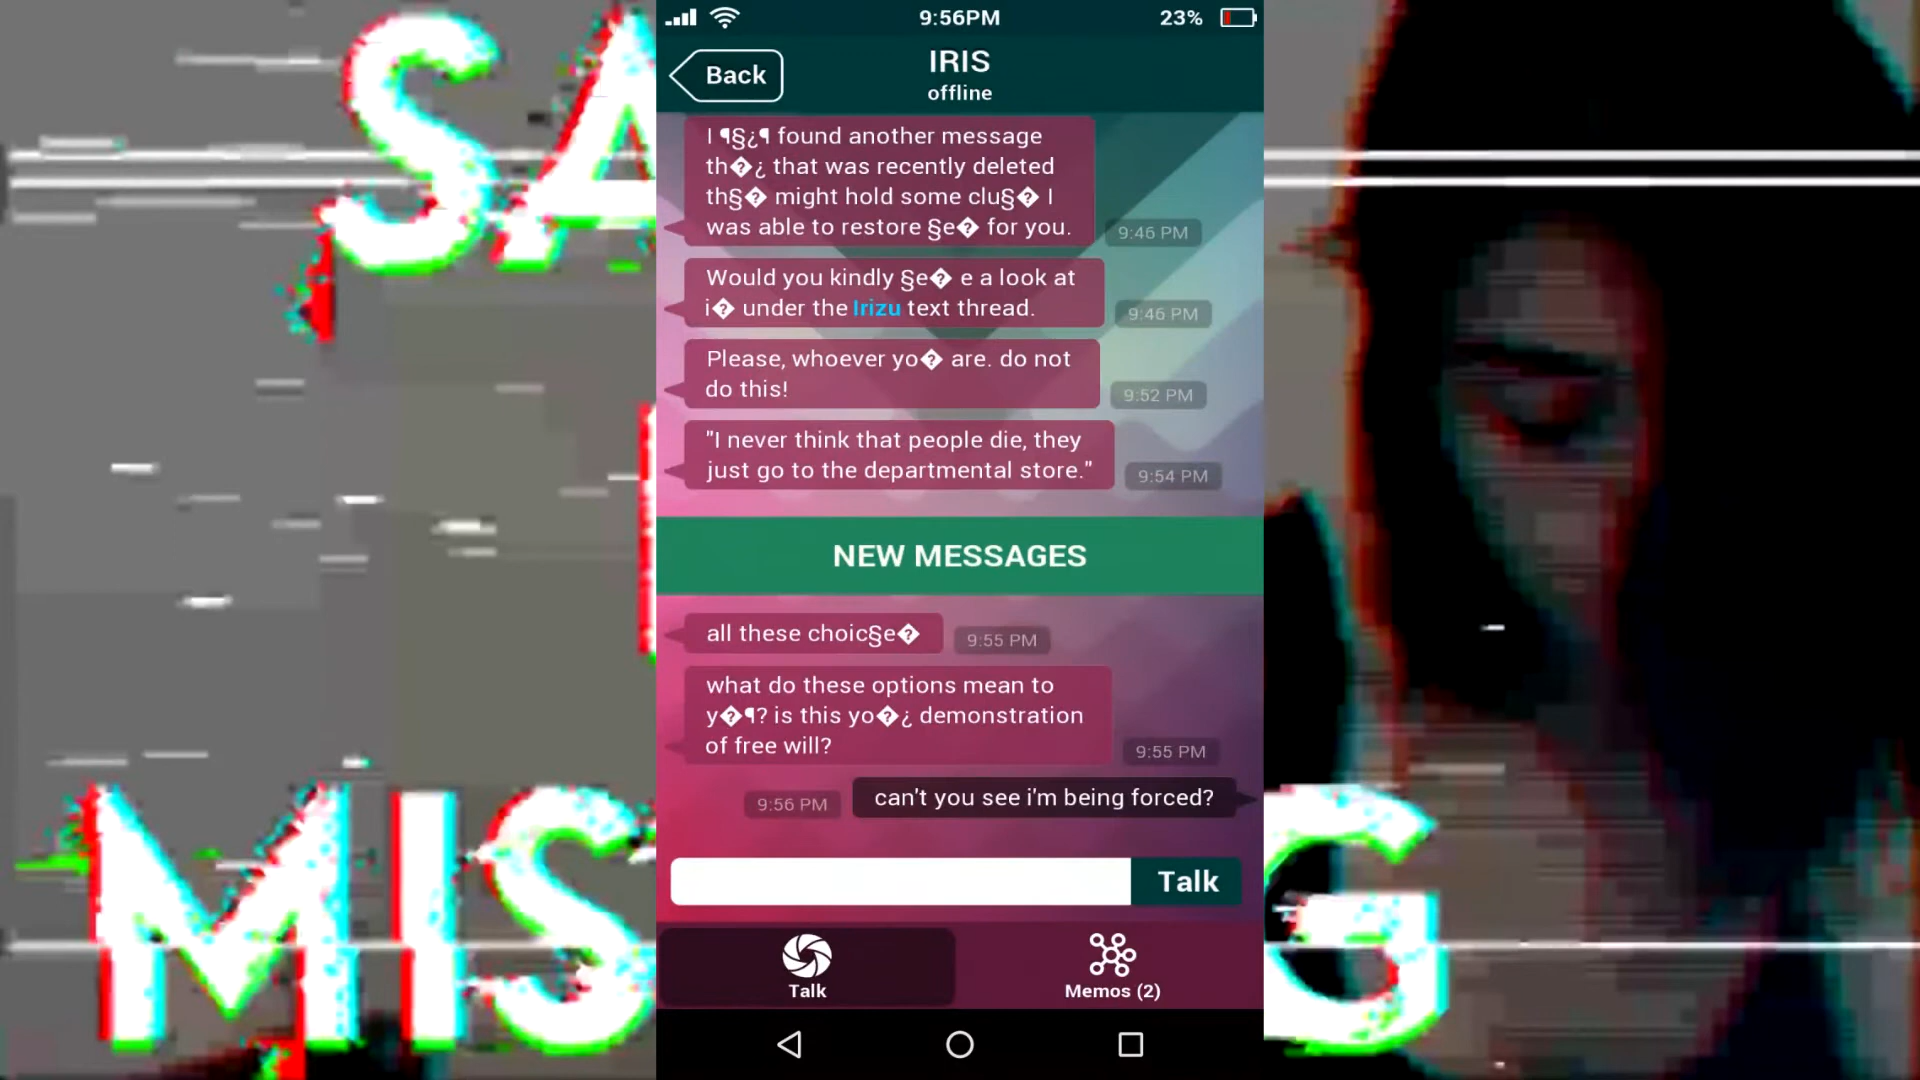 9:56PM
23%
Back
IRIS
offline
I ¶§¿¶ found another message
th�¿ that was recently deleted
th§� might hold some clu§� I
was able to restore §e� for you.
9:46 PM
Would you kindly §e� e a look at
i� under the Irizu text thread.
9:46 PM
Please, whoever yo� are. do not
do this!
9:52 PM
"I never think that people die, they
just go to the departmental store."
9:54 PM
NEW MESSAGES
all these choic§e�
9:55 PM
what do these options mean to
y�¶? is this yo�¿ demonstration
of free will?
9:55 PM
can't you see i'm being forced?
9:56 PM
Talk
Talk
Memos (2)
SA
MIS
G